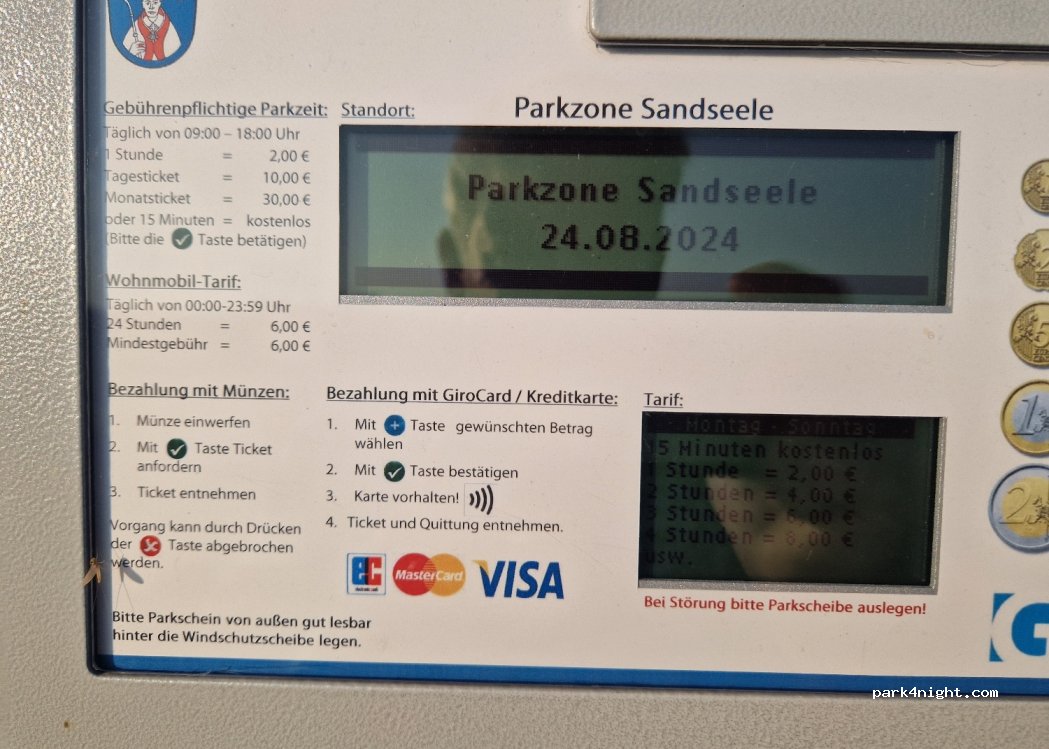 Gebührenpflichtige Parkzeit:
Täglich von 09:00 – 18:00 Uhr
1 Stunde = 2,00 €
Tagesticket = 10,00 €
Monatsticket = 30,00 €
oder 15 Minuten = kostenlos
(Bitte die Taste betätigen)
Wohnmobil-Tarif:
Täglich von 00:00-23:59 Uhr
24 Stunden = 6,00 €
Mindestgebühr = 6,00 €
Standort: Parkzone Sandseele
Parkzone Sandseele
24.08.2024
Bezahlung mit Münzen:
1. Münze einwerfen
2. Mit Taste Ticket
anfordern
3. Ticket entnehmen
Vorgang kann durch Drücken
der Taste abgebrochen
werden.
Bezahlung mit GiroCard / Kreditkarte:
1. Mit + Taste gewünschten Betrag
wählen
2. Mit Taste bestätigen
3. Karte vorhalten!
4. Ticket und Quittung entnehmen.
ec MasterCard VISA
Tarif:
Montag - Sonntag
15 Minuten kostenlos
1 Stunde = 2,00 €
2 Stunden = 4,00 €
3 Stunden = 6,00 €
4 Stunden = 8,00 €
usw.
Bei Störung bitte Parkscheibe auslegen!
Bitte Parkschein von außen gut lesbar
hinter die Windschutzscheibe legen.
park4night.com